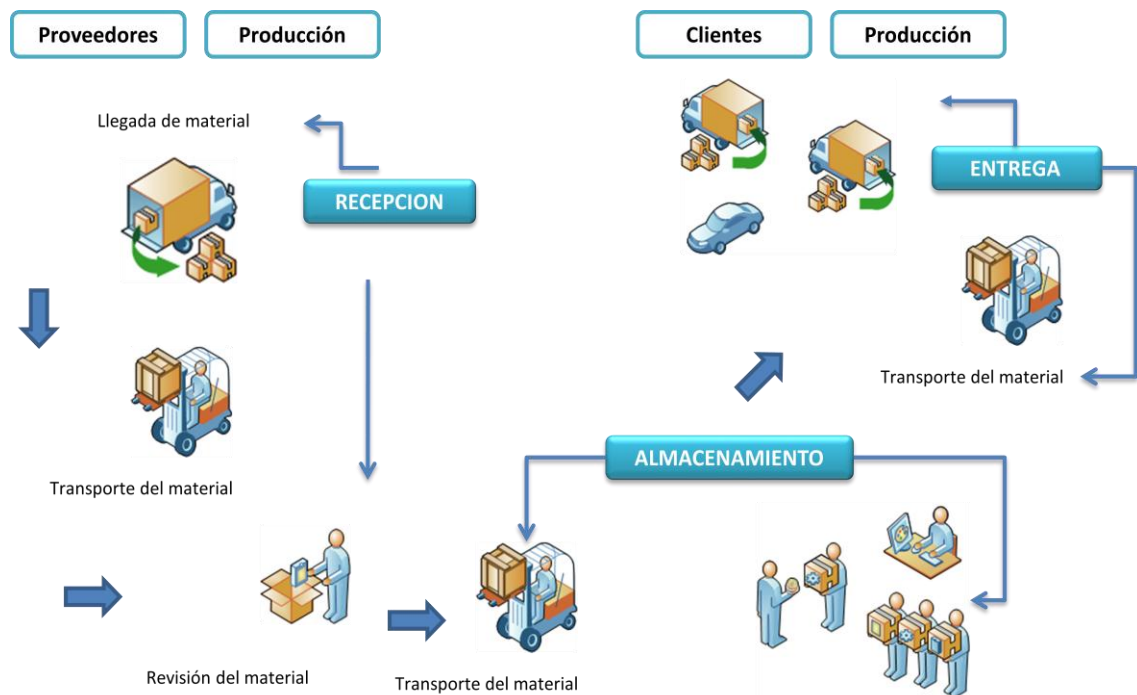 Proveedores
Producción
Clientes
Producción
Llegada de material
RECEPCION
ENTREGA
Transporte del material
ALMACENAMIENTO
Transporte del material
Revisión del material
Transporte del material